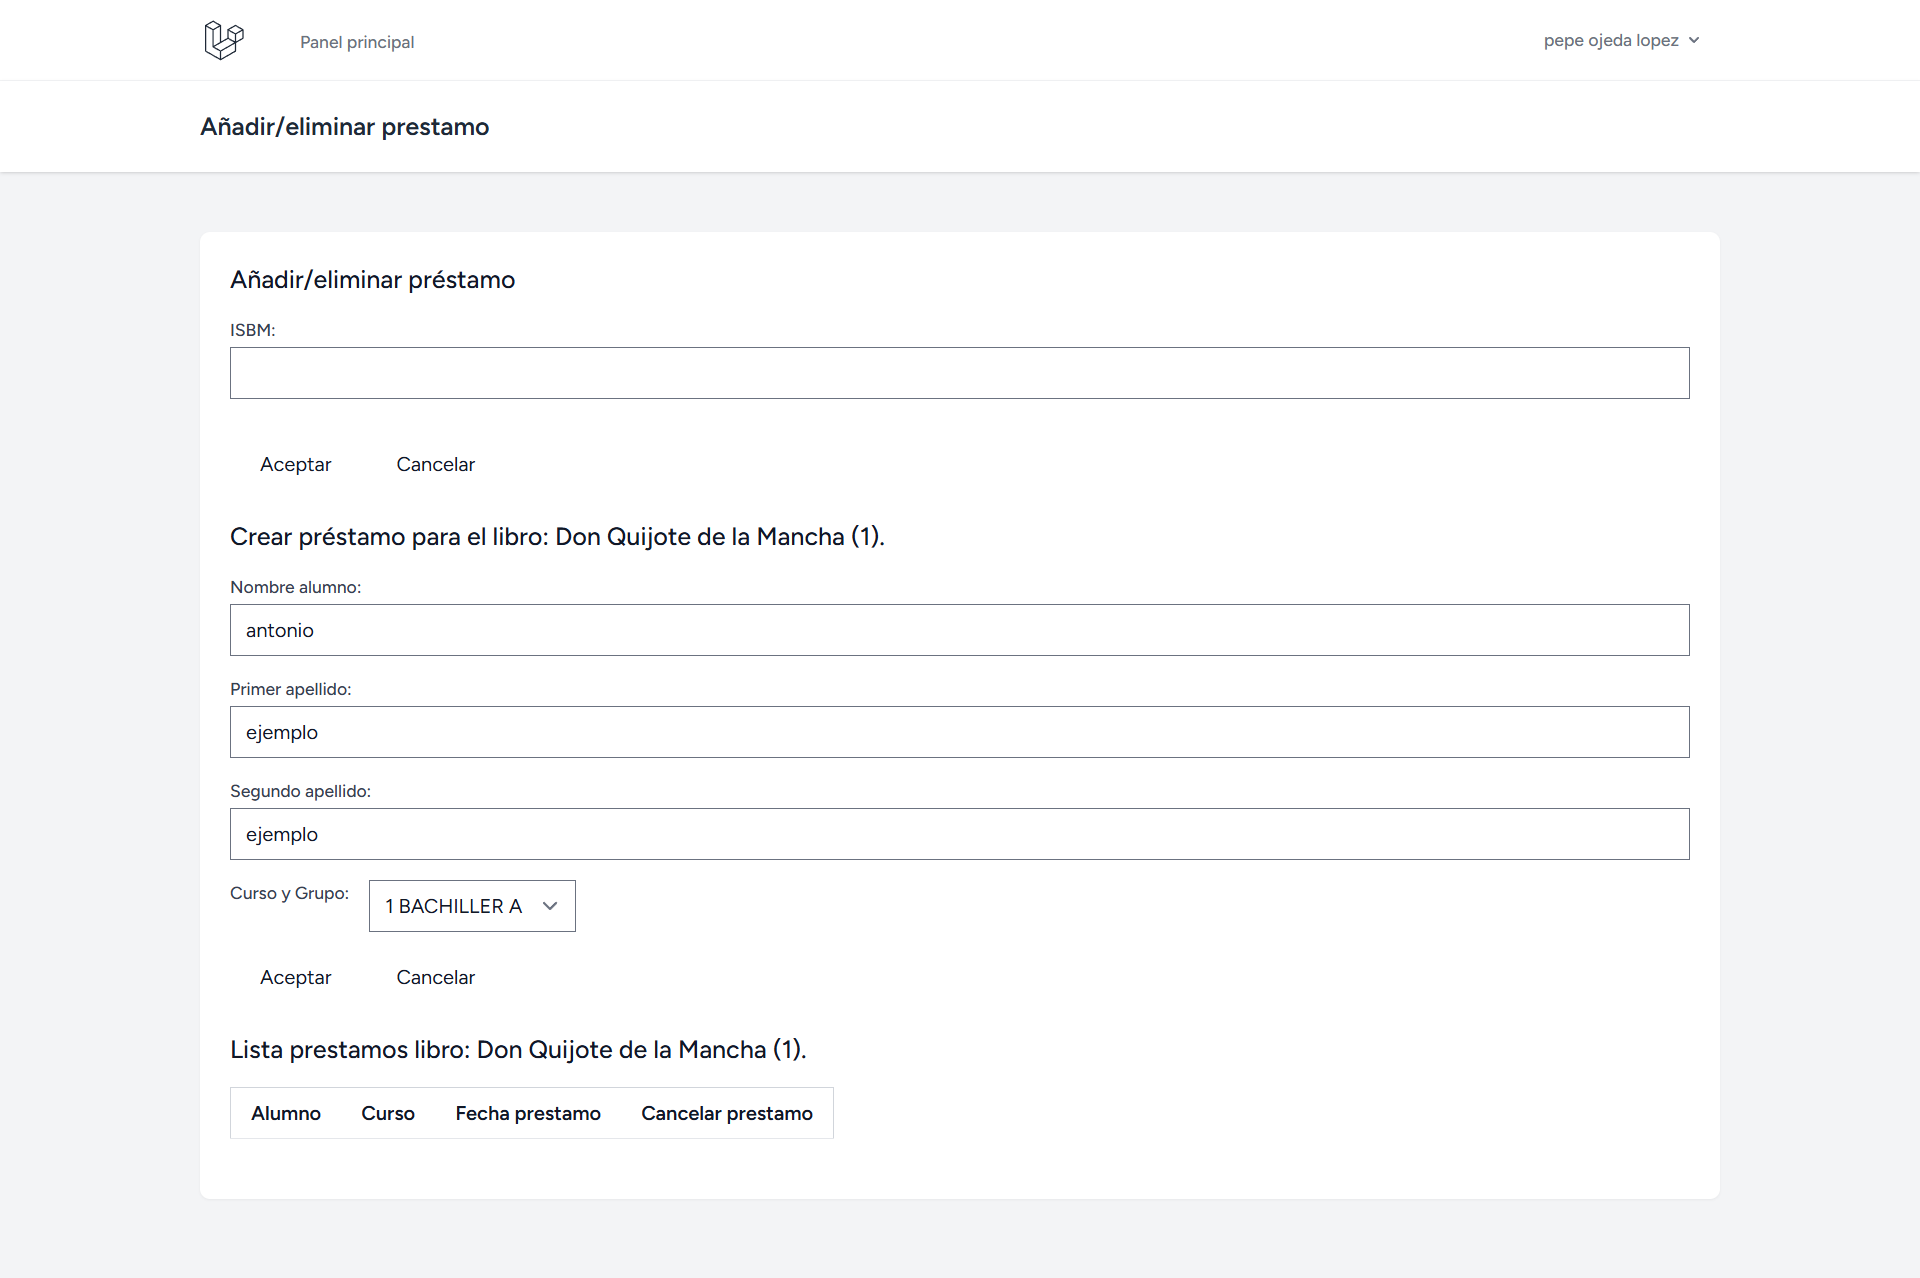 Panel principal
pepe ojeda lopez
Añadir/eliminar prestamo
Añadir/eliminar préstamo
ISBM:
Aceptar Cancelar
Crear préstamo para el libro: Don Quijote de la Mancha (1).
Nombre alumno:
antonio
Primer apellido:
ejemplo
Segundo apellido:
ejemplo
Curso y Grupo: 1 BACHILLER A
Aceptar Cancelar
Lista prestamos libro: Don Quijote de la Mancha (1).
Alumno Curso Fecha prestamo Cancelar prestamo